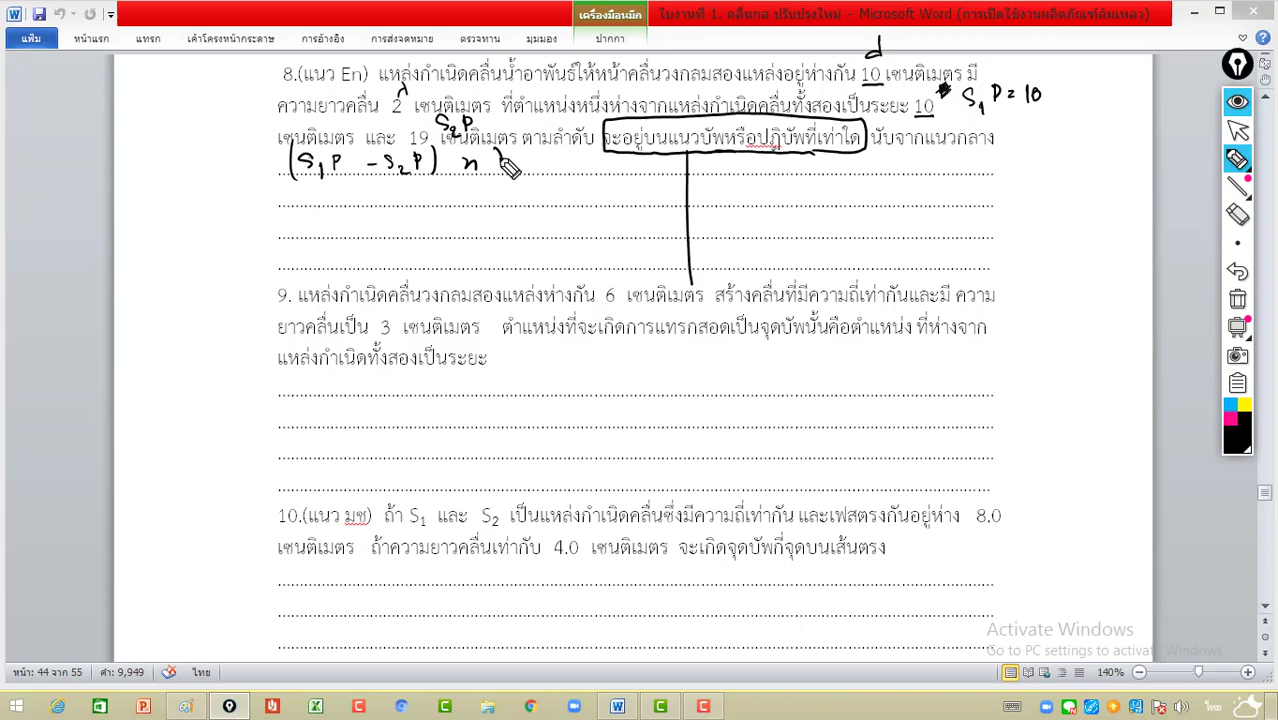 เครื่องมือหมึก
ใบงานที่ 1. คลื่นกล ปรับปรุงใหม่ - Microsoft Word (การเปิดใช้งานผลิตภัณฑ์ล้มเหลว)
แฟ้ม หน้าแรก แทรก เค้าโครงหน้ากระดาษ การอ้างอิง การส่งจดหมาย ตรวจทาน มุมมอง ปากกา
d
8.(แนว En) แหล่งกำเนิดคลื่นน้ำอาพันธ์ให้หน้าคลื่นวงกลมสองแหล่งอยู่ห่างกัน 10 เซนติเมตร มี
λ S₁P = 10
ความยาวคลื่น 2 เซนติเมตร ที่ตำแหน่งหนึ่งห่างจากแหล่งกำเนิดคลื่นทั้งสองเป็นระยะ 10
S₂P
เซนติเมตร และ 19 เซนติเมตร ตามลำดับ จะอยู่บนแนวบัพหรือปฏิบัพที่เท่าใด นับจากแนวกลาง
(S₁P - S₂P) n
9. แหล่งกำเนิดคลื่นวงกลมสองแหล่งห่างกัน 6 เซนติเมตร สร้างคลื่นที่มีความถี่เท่ากันและมี ความ
ยาวคลื่นเป็น 3 เซนติเมตร ตำแหน่งที่จะเกิดการแทรกสอดเป็นจุดบัพนั้นคือตำแหน่ง ที่ห่างจาก
แหล่งกำเนิดทั้งสองเป็นระยะ
10.(แนว มช) ถ้า S₁ และ S₂ เป็นแหล่งกำเนิดคลื่นซึ่งมีความถี่เท่ากัน และเฟสตรงกันอยู่ห่าง 8.0
เซนติเมตร ถ้าความยาวคลื่นเท่ากับ 4.0 เซนติเมตร จะเกิดจุดบัพกี่จุดบนเส้นตรง
Activate Windows
Go to PC settings to activate Windows.
หน้า: 44 จาก 55 คำ: 9,949 ไทย 140%
ไทย